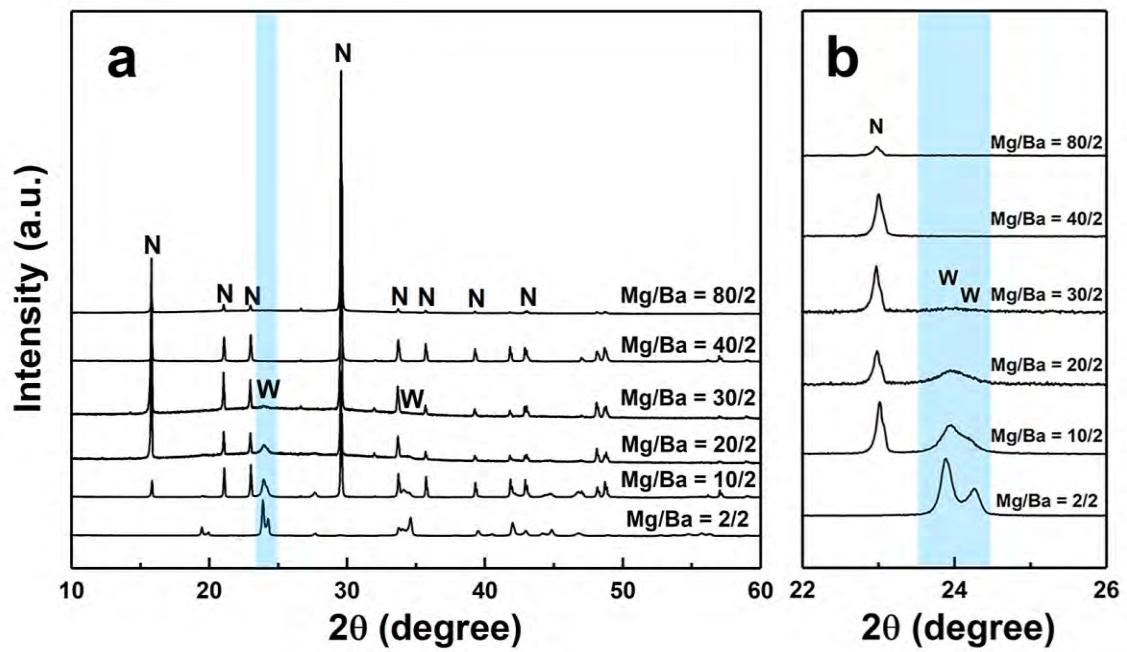 a
N
N
N N
N N N N
Mg/Ba = 80/2
Mg/Ba = 40/2
W
W
Mg/Ba = 30/2
Mg/Ba = 20/2
Mg/Ba = 10/2
Mg/Ba = 2/2
10 20 30 40 50 60
2θ (degree)
Intensity (a.u.)
b
N
Mg/Ba = 80/2
Mg/Ba = 40/2
W
W
Mg/Ba = 30/2
Mg/Ba = 20/2
Mg/Ba = 10/2
Mg/Ba = 2/2
22 24 26
2θ (degree)